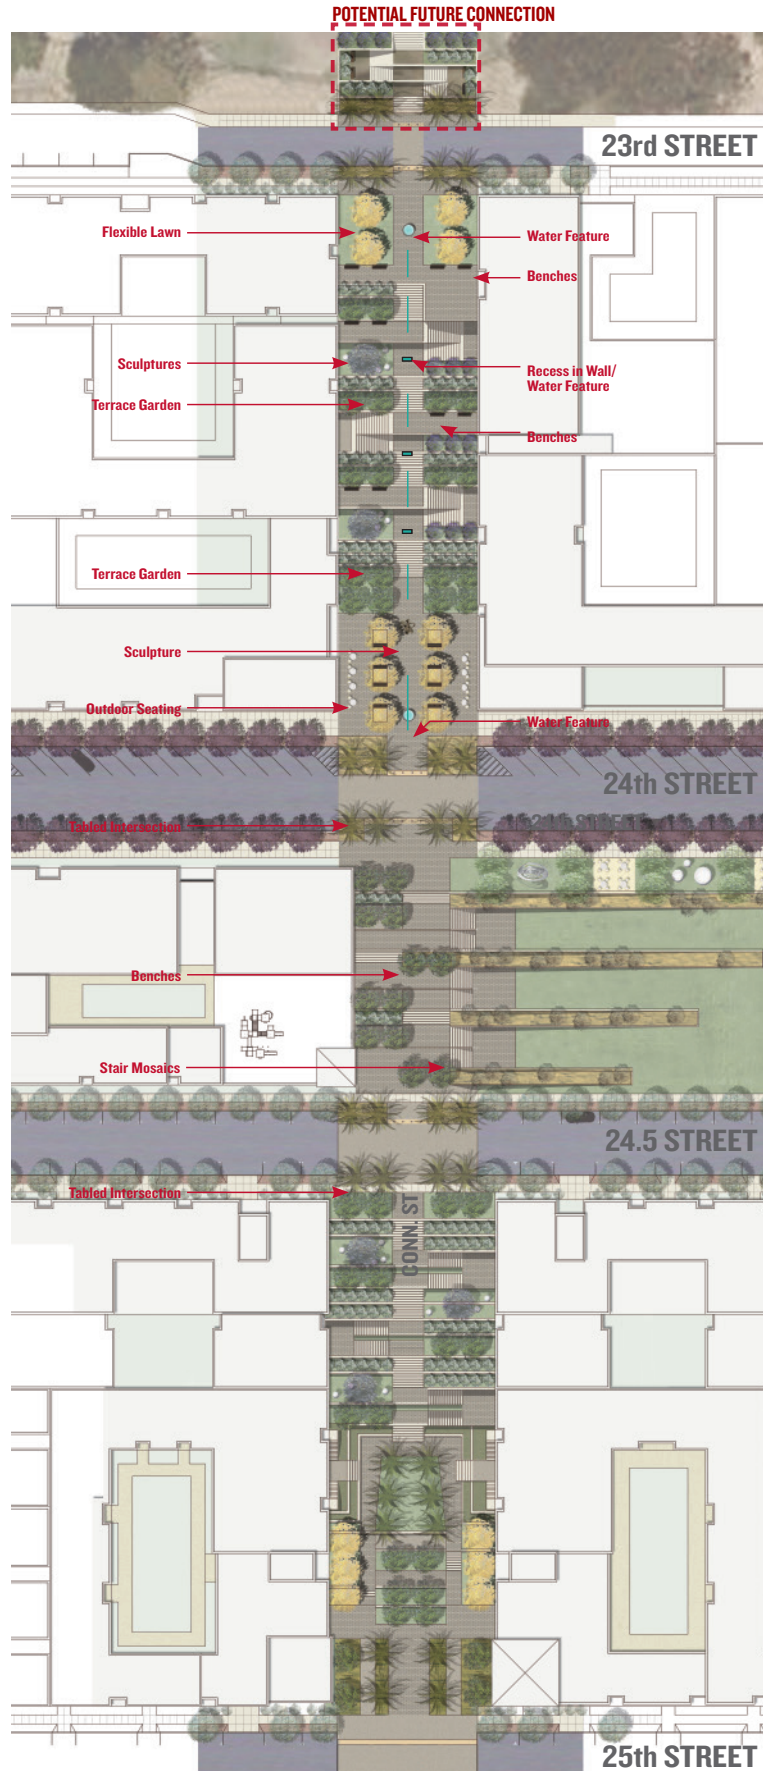 POTENTIAL FUTURE CONNECTION
23rd STREET
Flexible Lawn
Water Feature
Benches
Sculptures
Recess in Wall/
Water Feature
Terrace Garden
Benches
Terrace Garden
Sculpture
Outdoor Seating
Water Feature
24th STREET
Tabled Intersection
Benches
Stair Mosaics
24.5 STREET
Tabled Intersection
CONN. ST
25th STREET